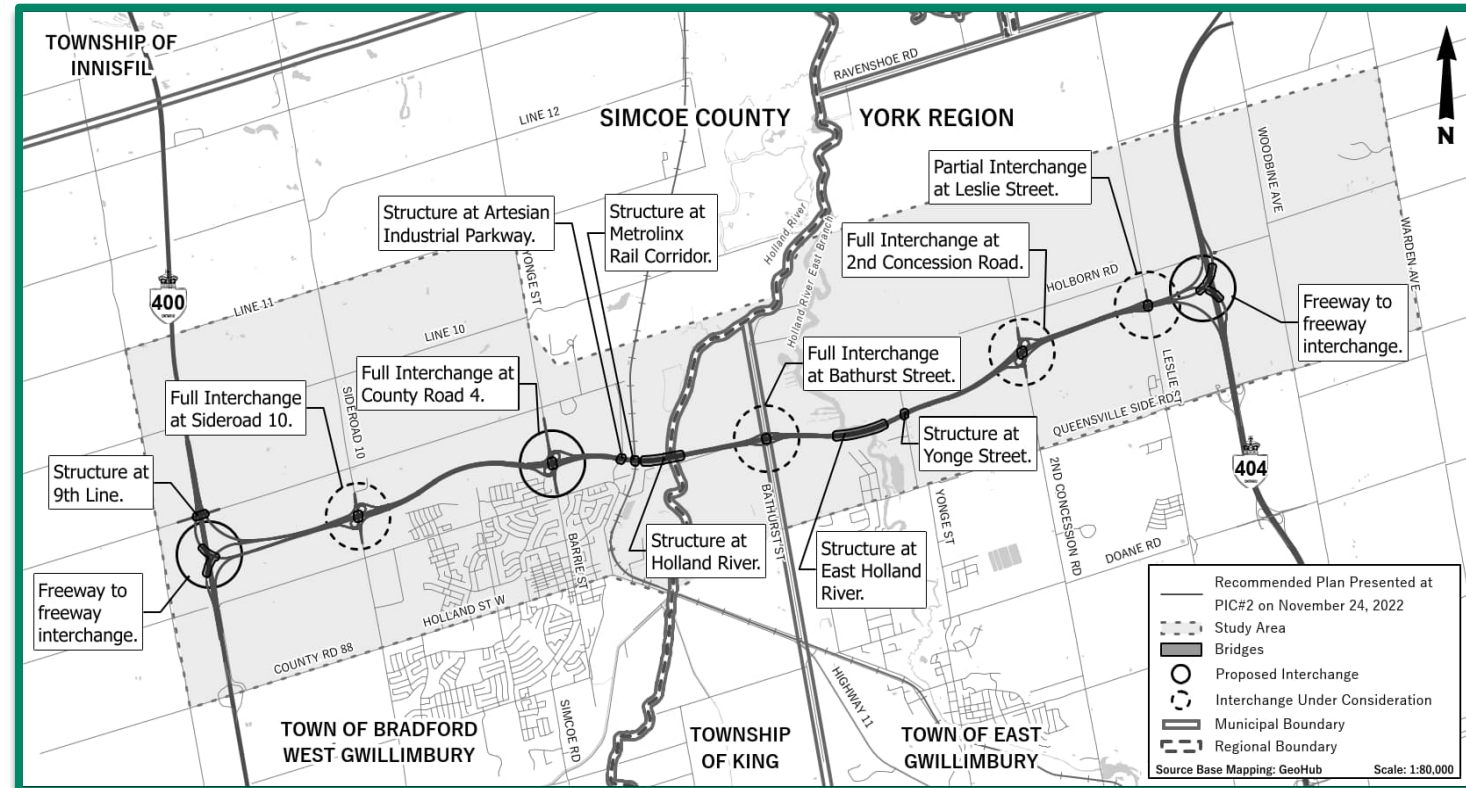 TOWNSHIP OF
INNISFIL
RAVENSHOE RD
LINE 12
SIMCOE COUNTY
YORK REGION
N
WOODBINE AVE
Partial Interchange
at Leslie Street.
Structure at Artesian
Industrial Parkway.
Structure at
Metrolinx
Rail Corridor.
Holland River
Holland River East Branch
Full Interchange at
2nd Concession Road.
WARDEN AVE
YONGE ST
HOLBORN RD
400
ONTARIO
LINE 11
LINE 10
Freeway to
freeway
interchange.
Full Interchange at
County Road 4.
Full Interchange
at Bathurst Street.
LESLIE ST
SIDEROAD 10
Full Interchange
at Sideroad 10.
QUEENSVILLE SIDE RD
Structure at
Yonge Street.
Structure at
9th Line.
404
ONTARIO
2ND CONCESSION RD
BATHURST ST
YONGE ST
BARRIE ST
Structure at
Holland River.
Structure at
East Holland
River.
DOANE RD
Freeway to
freeway
interchange.
HOLLAND ST W
COUNTY RD 88
HIGHWAY 11
SIMCOE RD
TOWN OF BRADFORD
WEST GWILLIMBURY
TOWNSHIP
OF KING
TOWN OF EAST
GWILLIMBURY
Recommended Plan Presented at
PIC#2 on November 24, 2022
Study Area
Bridges
Proposed Interchange
Interchange Under Consideration
Municipal Boundary
Regional Boundary
Source Base Mapping: GeoHub
Scale: 1:80,000